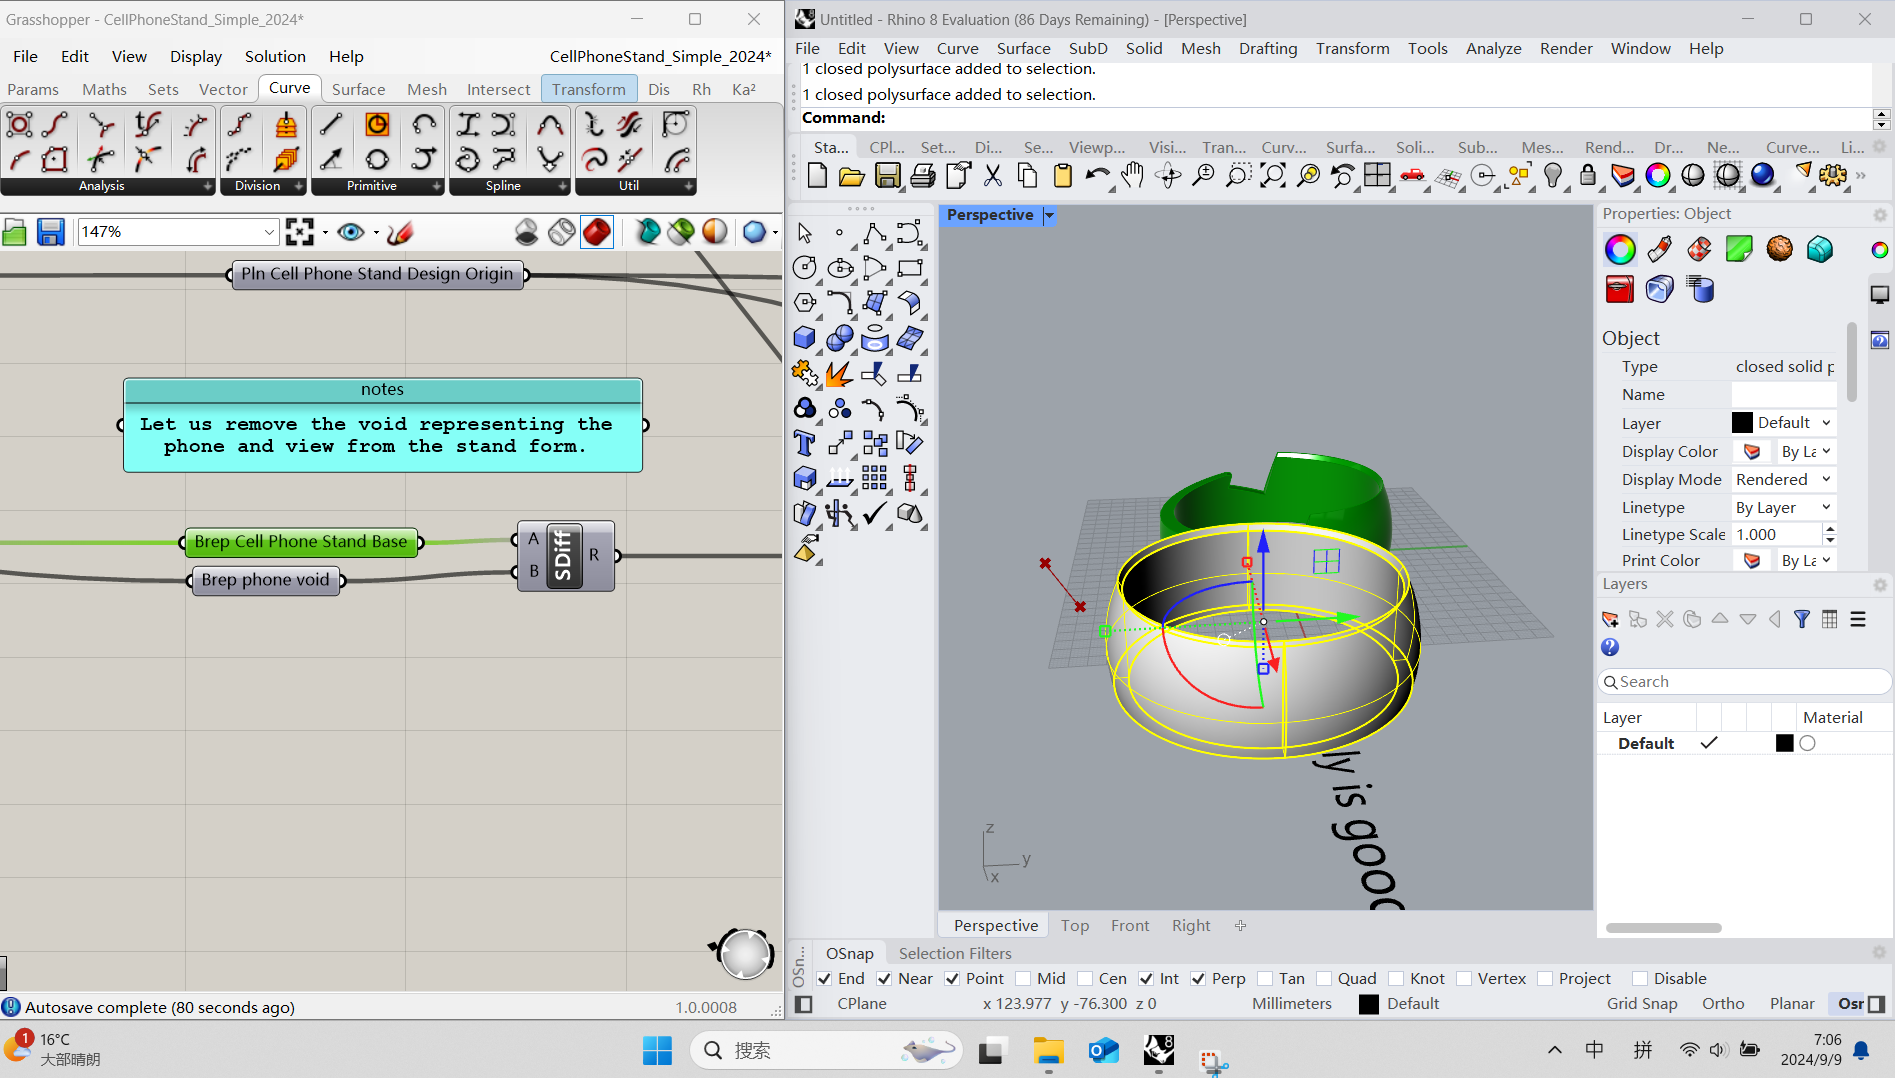 Grasshopper - CellPhoneStand_Simple_2024*
File Edit View Display Solution Help CellPhoneStand_Simple_2024*
Params Maths Sets Vector Curve Surface Mesh Intersect Transform Dis Rh Ka²
Analysis Division Primitive Spline Util
147%
Pln Cell Phone Stand Design Origin
notes
Let us remove the void representing the
phone and view from the stand form.
Brep Cell Phone Stand Base
Brep phone void
A
B
SDiff
R
Autosave complete (80 seconds ago)
1.0.0008
Untitled - Rhino 8 Evaluation (86 Days Remaining) - [Perspective]
File Edit View Curve Surface SubD Solid Mesh Drafting Transform Tools Analyze Render Window Help
1 closed polysurface added to selection.
1 closed polysurface added to selection.
Command:
Sta... CPl... Set... Di... Se... Viewp... Visi... Tran... Curv... Surfa... Soli... Sub... Mes... Rend... Dr... Ne... Curve... Li...
Perspective
ly is good
z
y
x
Perspective Top Front Right
Properties: Object
Object
Type closed solid p
Name
Layer Default
Display Color By La
Display Mode Rendered
Linetype By Layer
Linetype Scale 1.000
Print Color By La
Layers
Search
Layer Material
Default
OSn...
OSnap Selection Filters
End Near Point Mid Cen Int Perp Tan Quad Knot Vertex Project Disable
CPlane x 123.977 y -76.300 z 0 Millimeters Default Grid Snap Ortho Planar Osr
1
16°C
大部晴朗
搜索
8
中
拼
7:06
2024/9/9